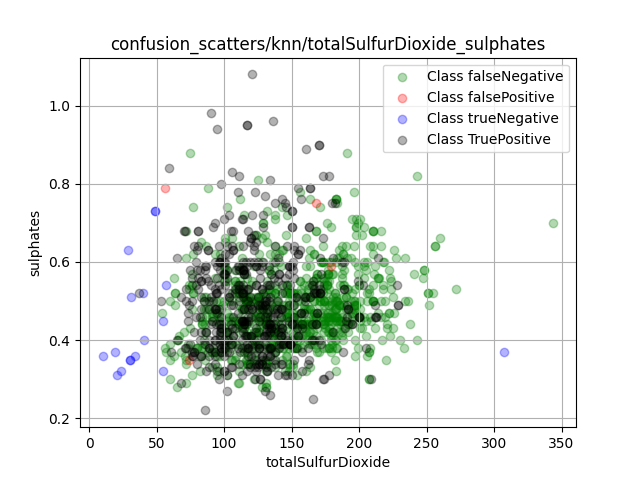 confusion_scatters/knn/totalSulfurDioxide_sulphates
Class falseNegative
Class falsePositive
Class trueNegative
Class TruePositive
1.0
0.8
0.6
0.4
0.2
sulphates
0 50 100 150 200 250 300 350
totalSulfurDioxide